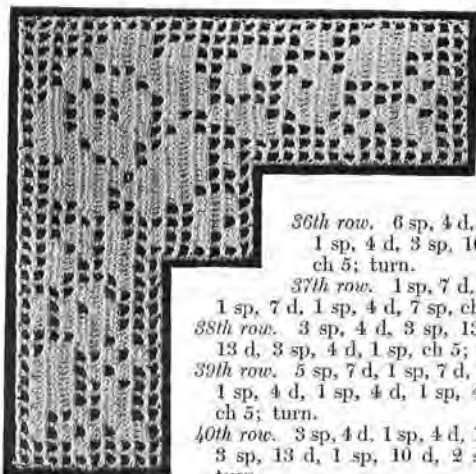 36th row. 6 sp, 4 d,
1 sp, 4 d, 3 sp,
ch 5; turn.
37th row. 1 sp, 7 d,
1 sp, 7 d, 1 sp, 4 d, 7 sp,
38th row. 3 sp, 4 d, 3 sp,
13 d, 3 sp, 4 d, 1 sp, ch 5;
39th row. 5 sp, 7 d, 1 sp, 7 d,
1 sp, 4 d, 1 sp, 4 d, 1 sp,
ch 5; turn.
40th row. 3 sp, 4 d, 1 sp, 4 d,
3 sp, 13 d, 1 sp, 10 d, 2